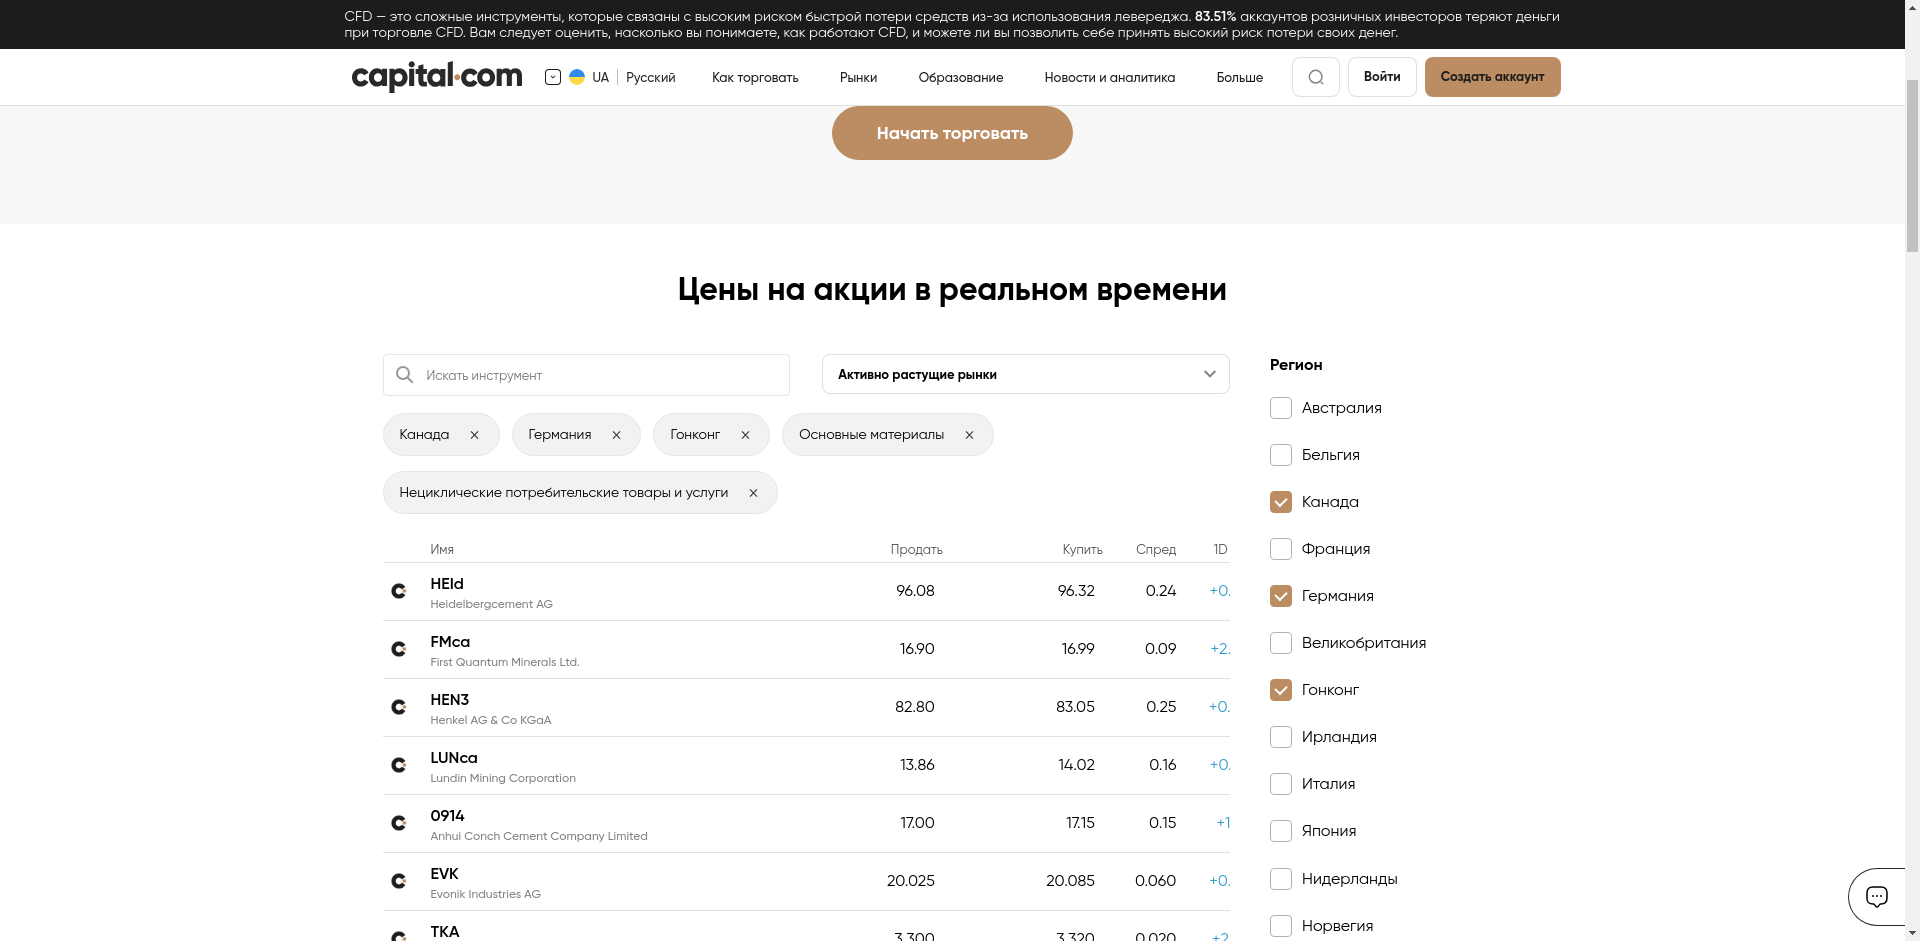 CFD — это сложные инструменты, которые связаны с высоким риском быстрой потери средств из-за использования левереджа. 83.51% аккаунтов розничных инвесторов теряют деньги
при торговле CFD. Вам следует оценить, насколько вы понимаете, как работают CFD, и можете ли вы позволить себе принять высокий риск потери своих денег.
capital.com UA Русский Как торговать Рынки Образование Новости и аналитика Больше Войти Создать аккаунт
Начать торговать
Цены на акции в реальном времени
Искать инструмент
Активно растущие рынки
Канада
Германия
Гонконг
Основные материалы
Нециклические потребительские товары и услуги
Имя Продать Купить Спред 1D
HEId 96.08 96.32 0.24 +0.
Heidelbergcement AG
FMca 16.90 16.99 0.09 +2.
First Quantum Minerals Ltd.
HEN3 82.80 83.05 0.25 +0.
Henkel AG & Co KGaA
LUNca 13.86 14.02 0.16 +0.
Lundin Mining Corporation
0914 17.00 17.15 0.15 +1
Anhui Conch Cement Company Limited
EVK 20.025 20.085 0.060 +0.
Evonik Industries AG
TKA 3.300 3.320 0.020 +2
Регион
Австралия
Бельгия
Канада
Франция
Германия
Великобритания
Гонконг
Ирландия
Италия
Япония
Нидерланды
Норвегия